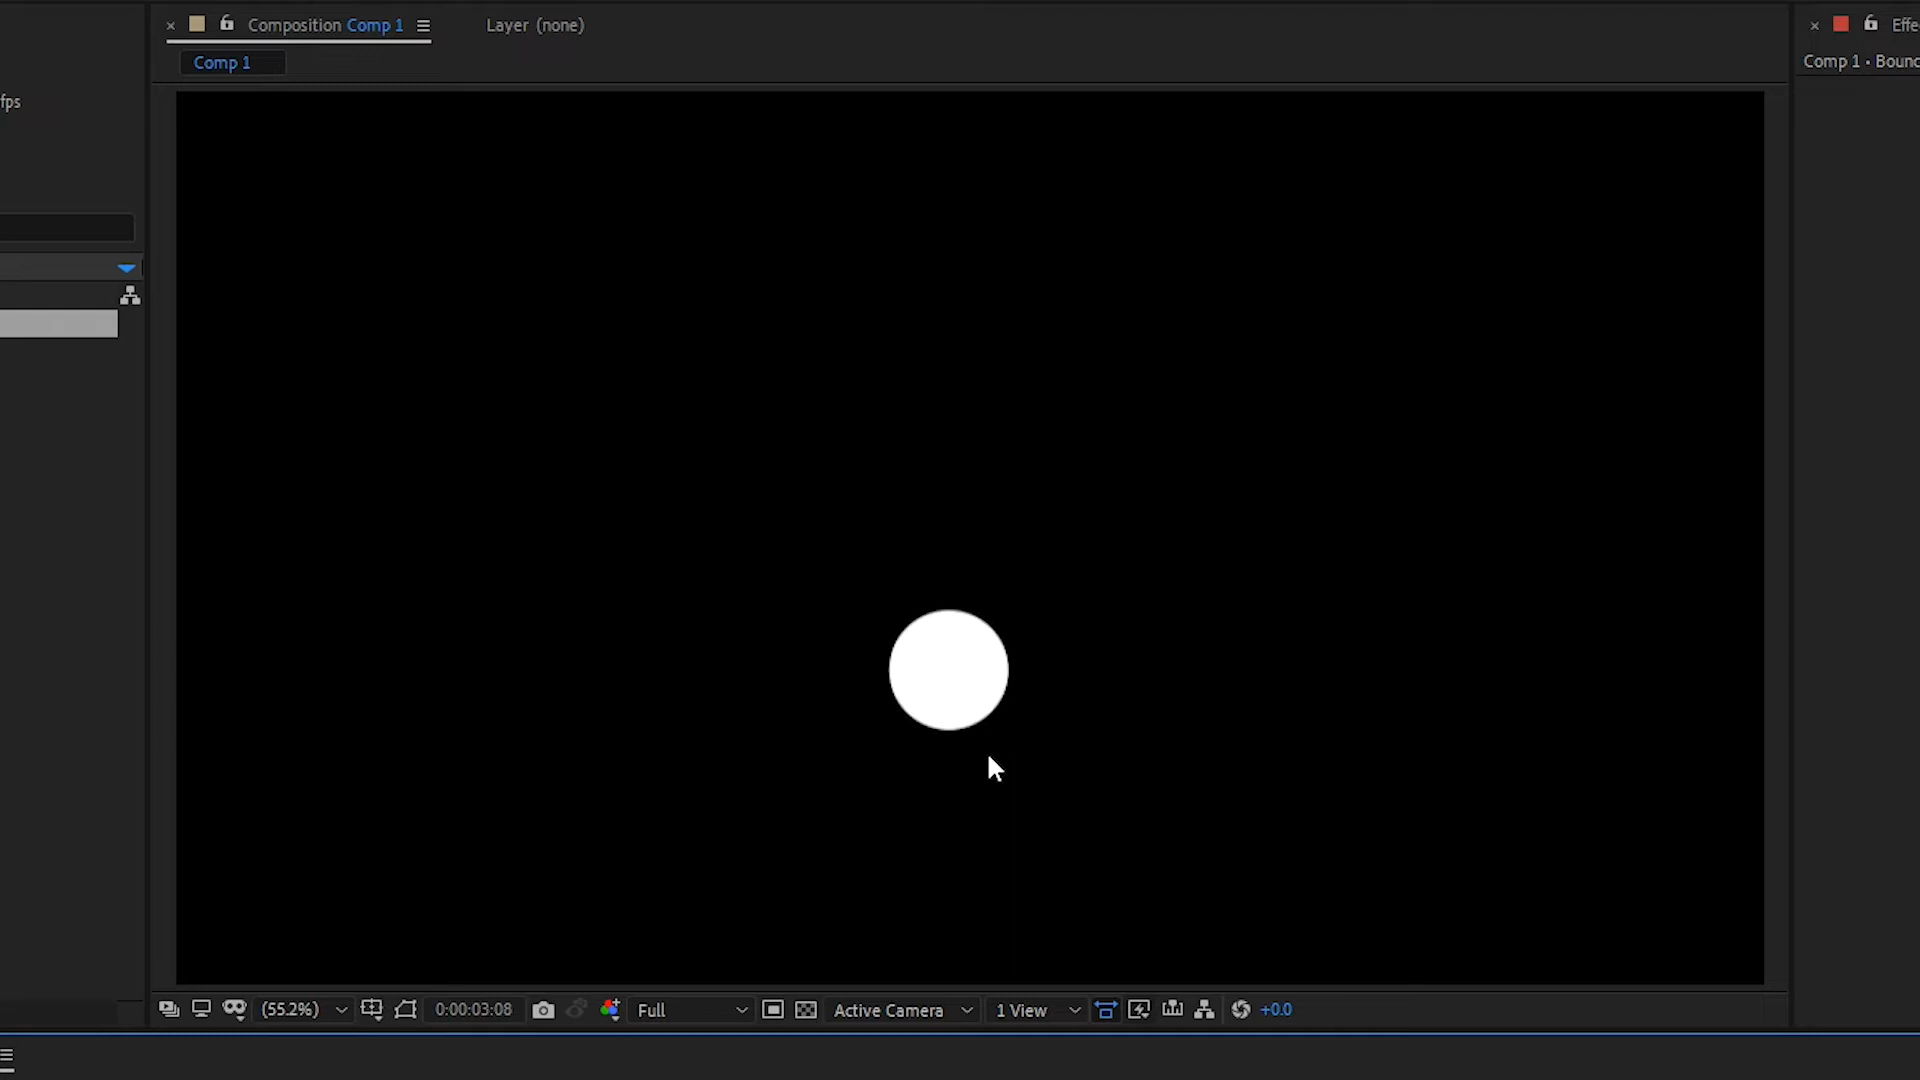 Composition Comp 1
Layer (none)
Effec
Comp 1
Comp 1 • Bounc
fps
(55.2%)
0:00:03:08
Full
Active Camera
1 View
+0.0